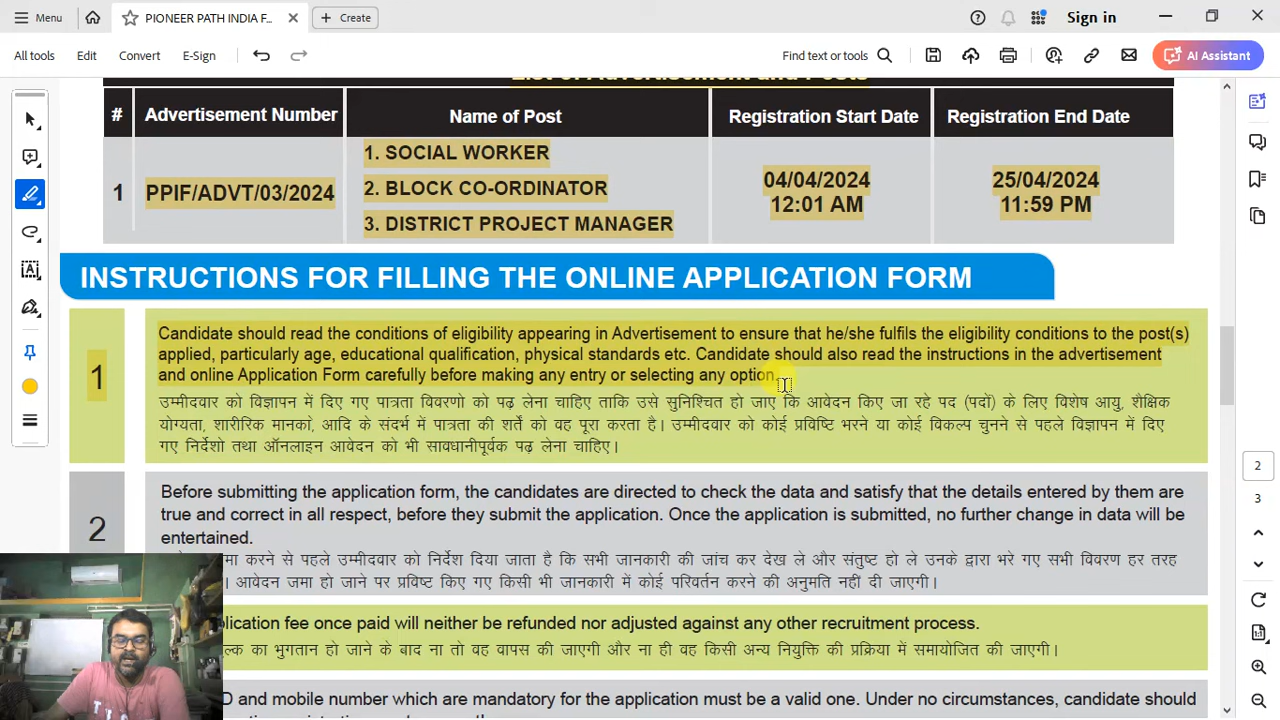 Menu
PIONEER PATH INDIA F...
Create
Sign in
All tools
Edit
Convert
E-Sign
Find text or tools
AI Assistant
List of Advertisement and Posts
# Advertisement Number Name of Post Registration Start Date Registration End Date
1 PPIF/ADVT/03/2024
1. SOCIAL WORKER
2. BLOCK CO-ORDINATOR
3. DISTRICT PROJECT MANAGER
04/04/2024
12:01 AM
25/04/2024
11:59 PM
INSTRUCTIONS FOR FILLING THE ONLINE APPLICATION FORM
1
Candidate should read the conditions of eligibility appearing in Advertisement to ensure that he/she fulfils the eligibility conditions to the post(s)
applied, particularly age, educational qualification, physical standards etc. Candidate should also read the instructions in the advertisement
and online Application Form carefully before making any entry or selecting any option.
उम्मीदवार को विज्ञापन में दिए गए पात्रता विवरणो को पढ़ लेना चाहिए ताकि उसे सुनिश्चित हो जाए कि आवेदन किए जा रहे पद (पदों) के लिए विशेष आयु, शैक्षिक
योग्यता, शारीरिक मानको, आदि के संदर्भ में पात्रता की शर्तें को वह पूरा करता है। उम्मीदवार को कोई प्रविष्टि भरने या कोई विकल्प चुनने से पहले विज्ञापन में दिए
गए निर्देशो तथा ऑनलाइन आवेदन को भी सावधानीपूर्वक पढ़ लेना चाहिए।
2
Before submitting the application form, the candidates are directed to check the data and satisfy that the details entered by them are
true and correct in all respect, before they submit the application. Once the application is submitted, no further change in data will be
entertained.
करने से पहले उम्मीदवार को निर्देश दिया जाता है कि सभी जानकारी की जांच कर देख ले और संतुष्ट हो ले उनके द्वारा भरे गए सभी विवरण हर तरह
। आवेदन जमा हो जाने पर प्रविष्ट किए गए किसी भी जानकारी में कोई परिवर्तन करने की अनुमति नहीं दी जाएगी।
plication fee once paid will neither be refunded nor adjusted against any other recruitment process.
का भुगतान हो जाने के बाद ना तो वह वापस की जाएगी और ना ही वह किसी अन्य नियुक्ति की प्रक्रिया में समायोजित की जाएगी।
D and mobile number which are mandatory for the application must be a valid one. Under no circumstances, candidate should
2
3